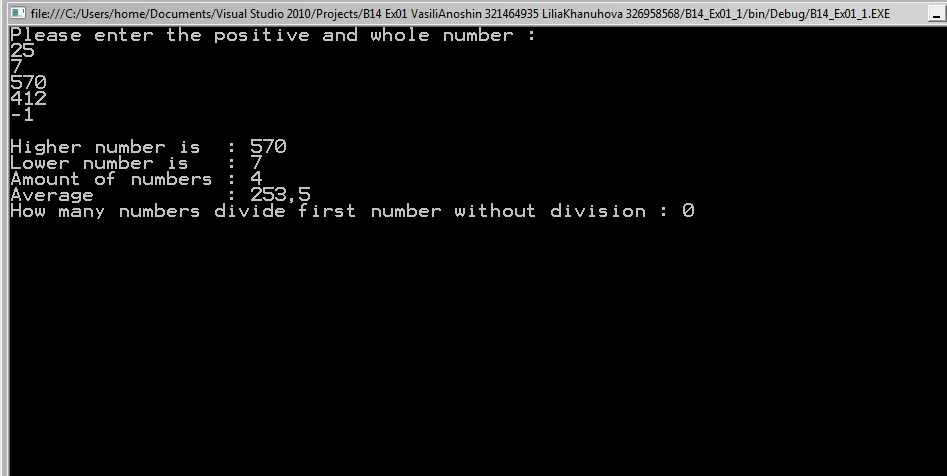 file:///C:/Users/home/Documents/Visual Studio 2010/Projects/B14 Ex01 VasiliAnoshin 321464935 LiliaKhanuhova 326958568/B14_Ex01_1/bin/Debug/B14_Ex01_1.EXE
Please enter the positive and whole number :
25
7
570
412
-1
Higher number is  : 570
Lower number is   : 7
Amount of numbers : 4
Average           : 253,5
How many numbers divide first number without division : 0